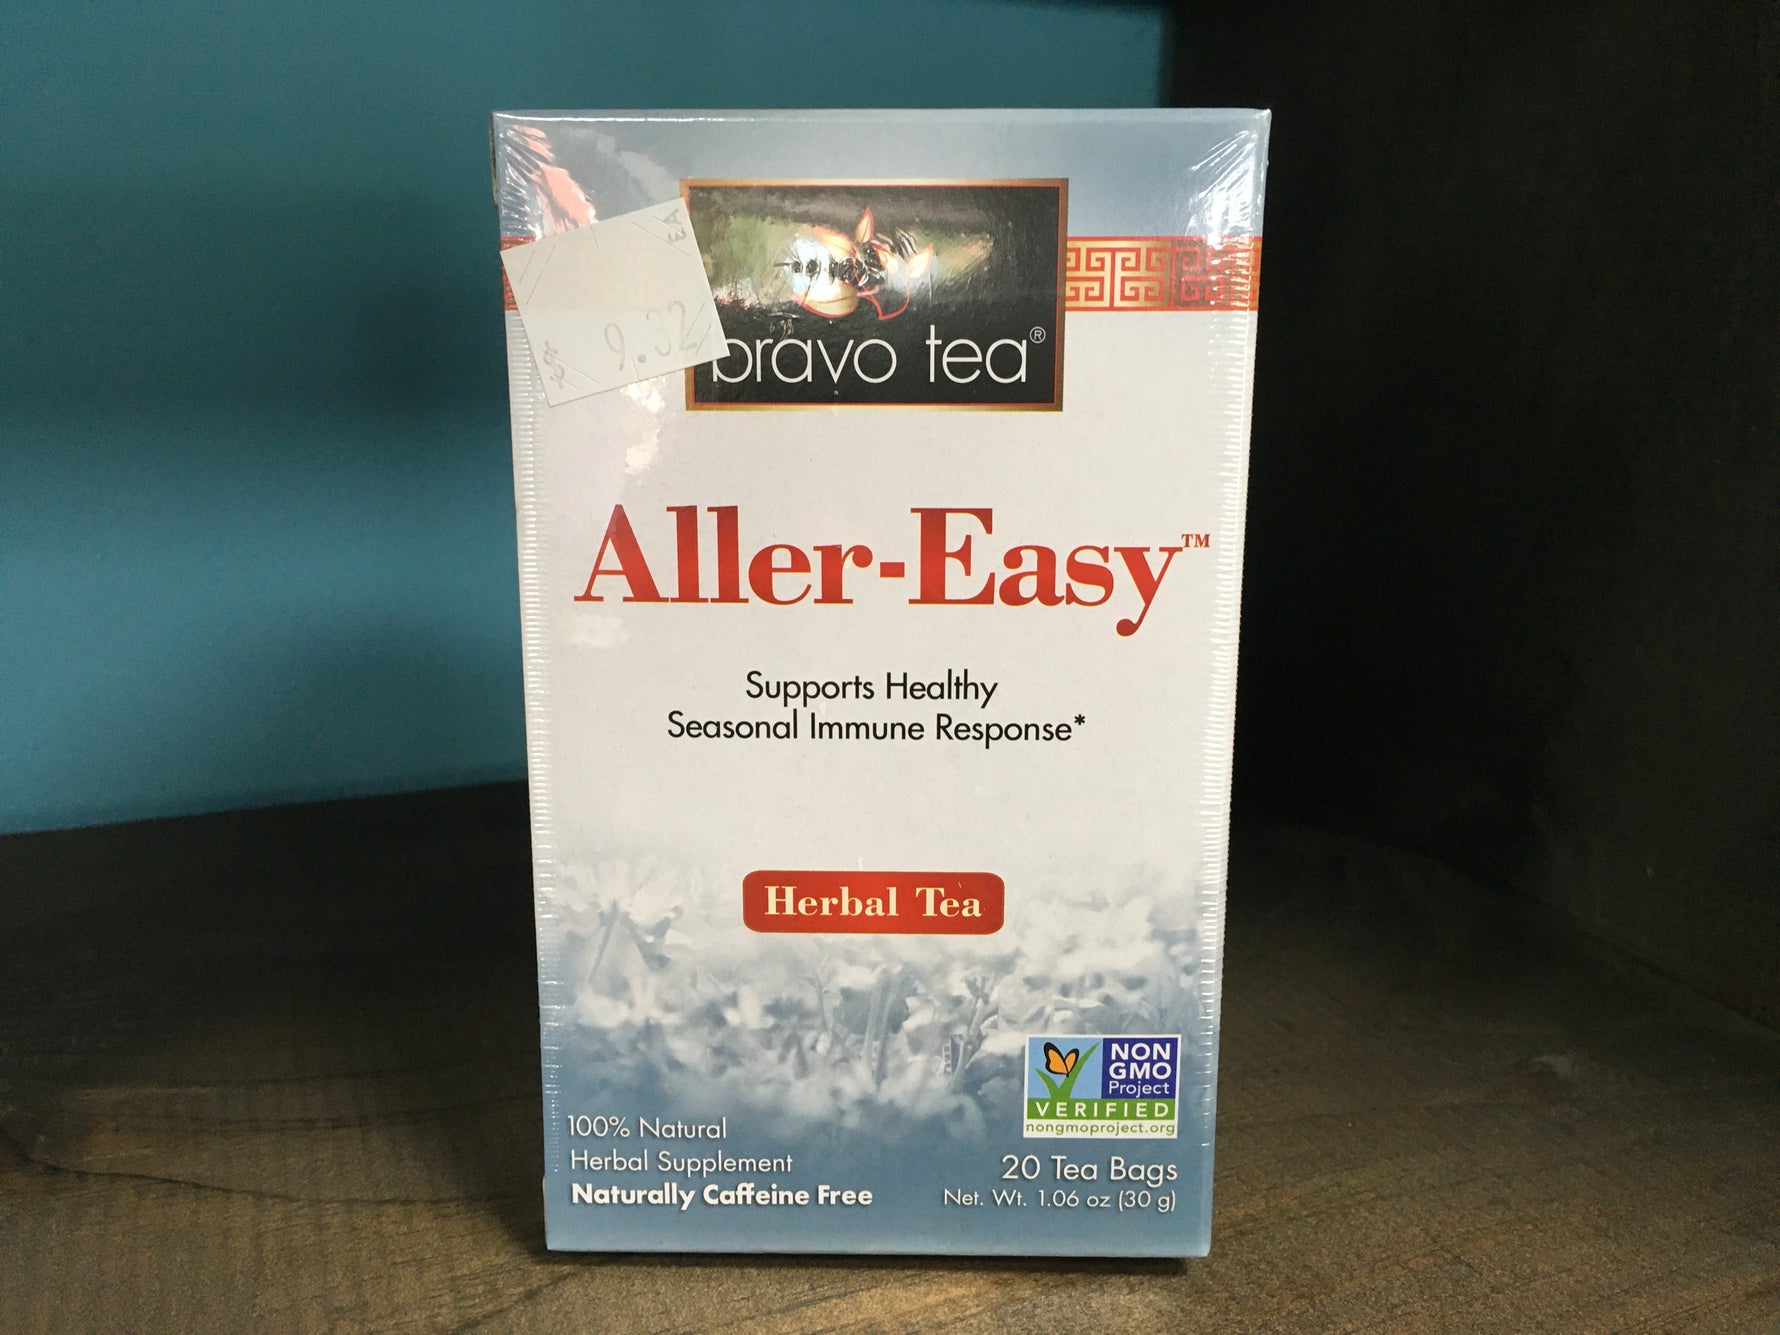 EA
9.32
bravo tea®
Aller-Easy™
Supports Healthy
Seasonal Immune Response*
Herbal Tea
NON
GMO
Project
VERIFIED
nongmoproject.org
100% Natural
Herbal Supplement
Naturally Caffeine Free
20 Tea Bags
Net. Wt. 1.06 oz (30 g)